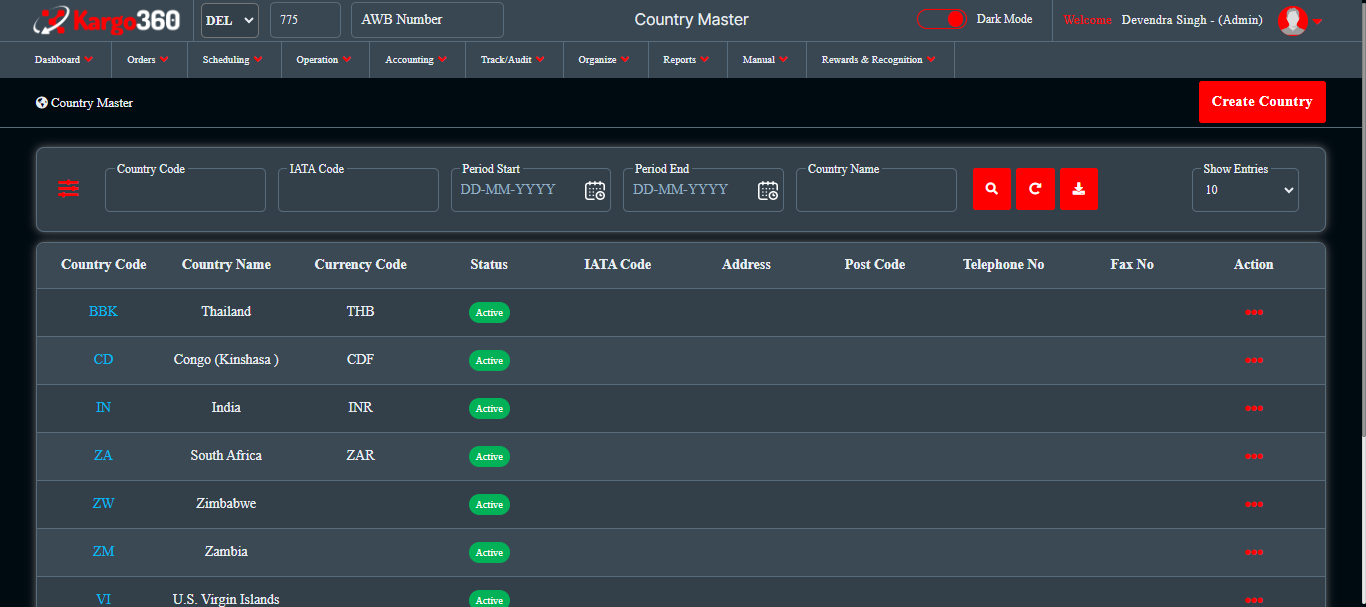 Kargo360 DEL 775 AWB Number Country Master Dark Mode Welcome Devendra Singh - (Admin)
Dashboard Orders Scheduling Operation Accounting Track/Audit Organize Reports Manual Rewards & Recognition
Country Master Create Country
Country Code IATA Code Period Start Period End Country Name Show Entries
DD-MM-YYYY DD-MM-YYYY 10
Country Code Country Name Currency Code Status IATA Code Address Post Code Telephone No Fax No Action
BBK Thailand THB Active
CD Congo (Kinshasa ) CDF Active
IN India INR Active
ZA South Africa ZAR Active
ZW Zimbabwe Active
ZM Zambia Active
VI U.S. Virgin Islands Active